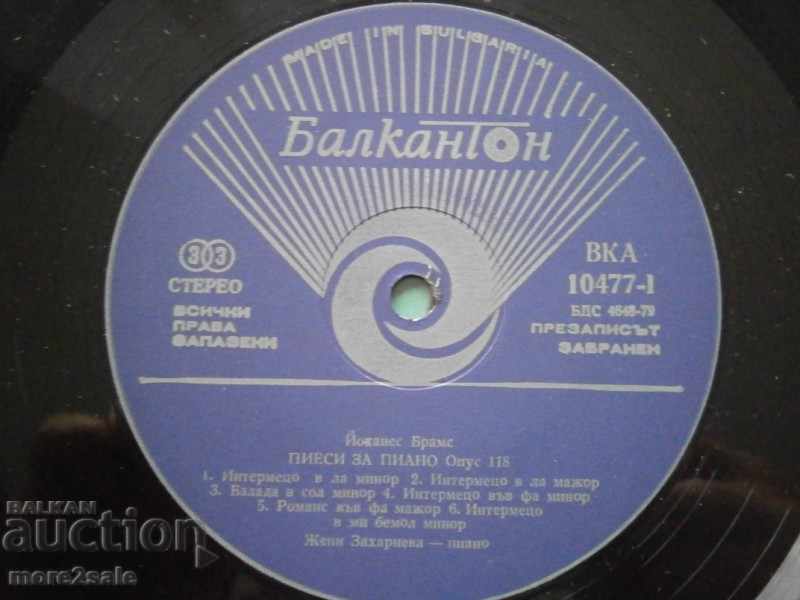 MADE IN BULGARIA
Балкантон
33
СТЕРЕО
ВСИЧКИ
ПРАВА
ЗАПАЗЕНИ
ВКА
10477-I
БДС 4648-79
ПРЕЗАПИСЪТ
ЗАБРАНЕН
Йоханес Брамс
ПИЕСИ ЗА ПИАНО Опус 118
1. Интермецо в ла минор 2. Интермецо в ла мажор
3. Балада в сол минор 4. Интермецо във фа минор
5. Романс във фа мажор 6. Интермецо
в ми бемол минор
Жени Захариева — пиано
BALKAN
auction
more2sale